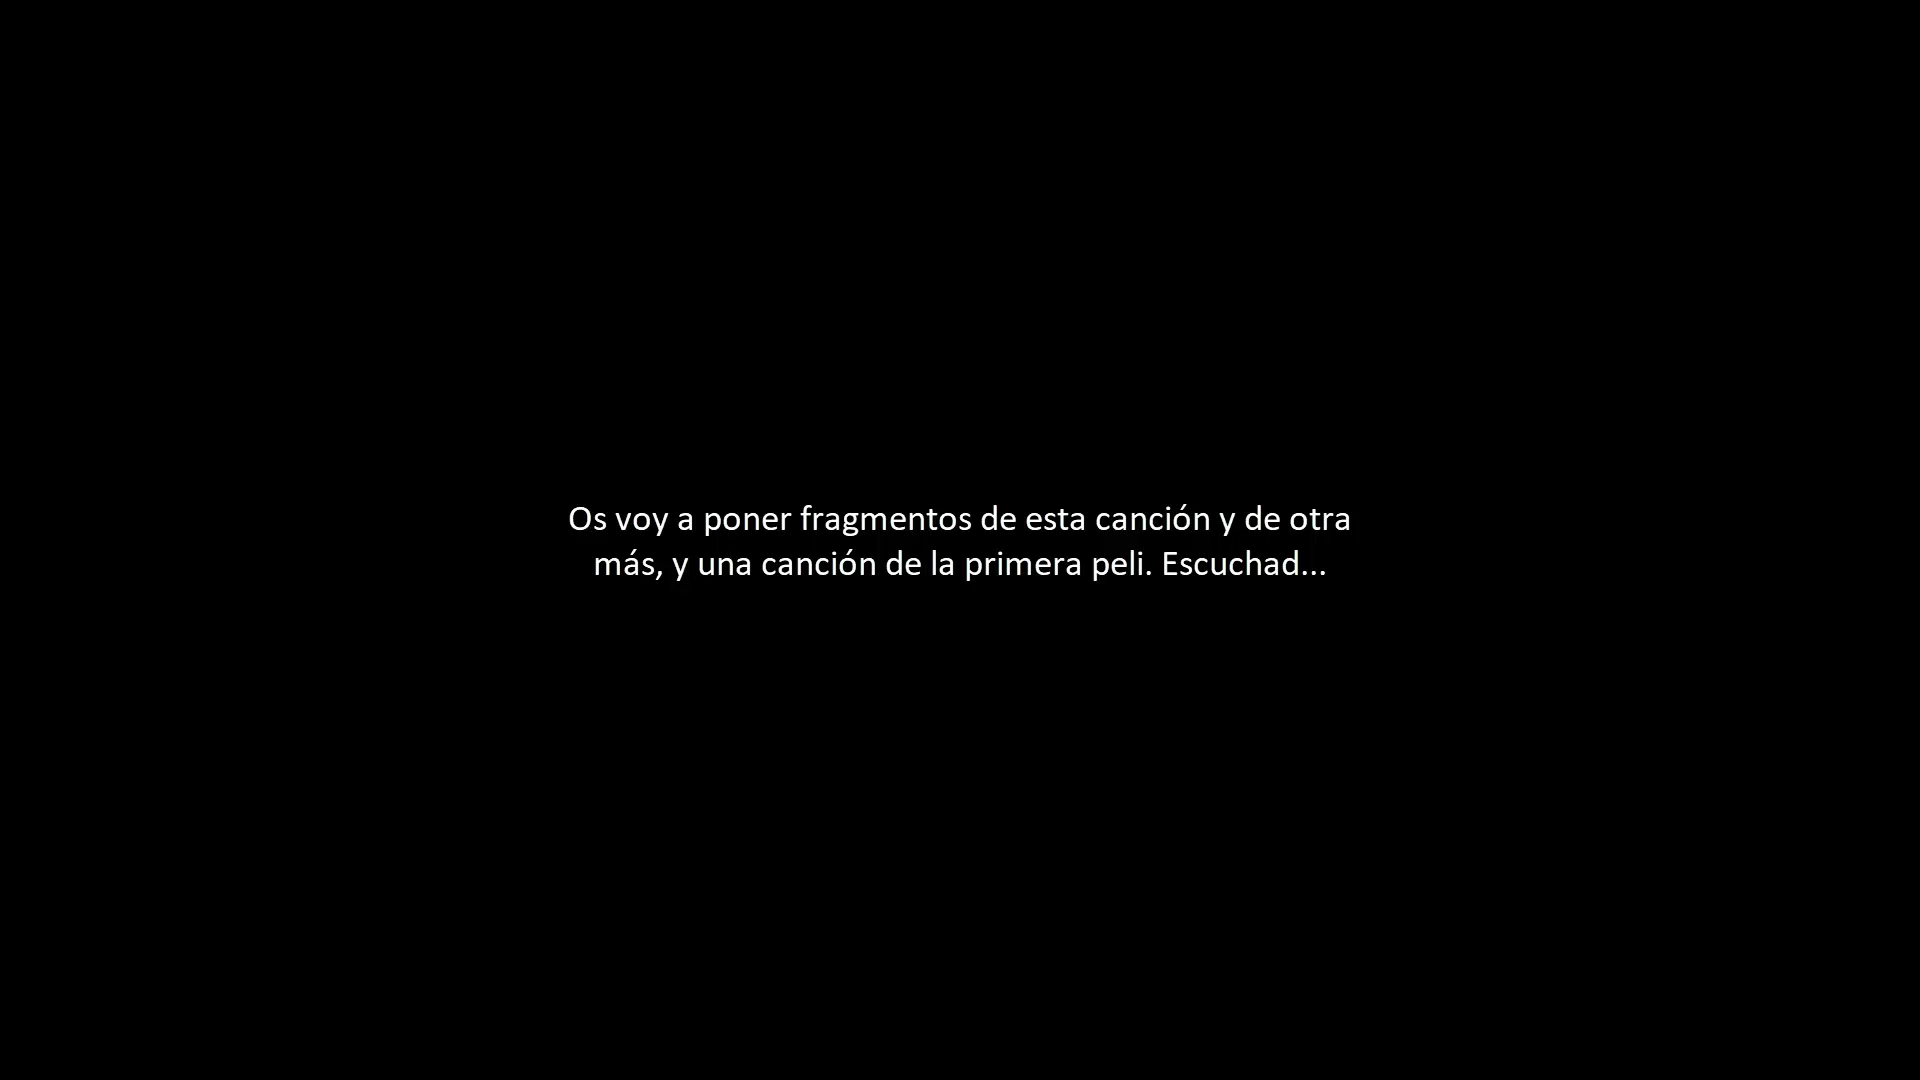 Os voy a poner fragmentos de esta canción y de otra
más, y una canción de la primera peli. Escuchad...